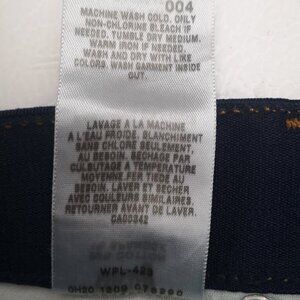 004
MACHINE WASH COLD. ONLY
NON-CHLORINE BLEACH IF
NEEDED. TUMBLE DRY MEDIUM.
WARM IRON IF NEEDED.
WASH AND DRY WITH LIKE
COLORS. WASH GARMENT INSIDE
OUT.
LAVAGE A LA MACHINE
A L'EAU FROIDE. BLANCHIMENT
SANS CHLORE SEULEMENT,
AU BESOIN. SECHAGE PAR
CULBUTAGE A TEMPERATURE
MOYENNE. FER TIEDE
AU BESOIN. LAVER ET SECHER
AVEC COULEURS SIMILAIRES.
RETOURNER AVANT DE LAVER.
WPL-423